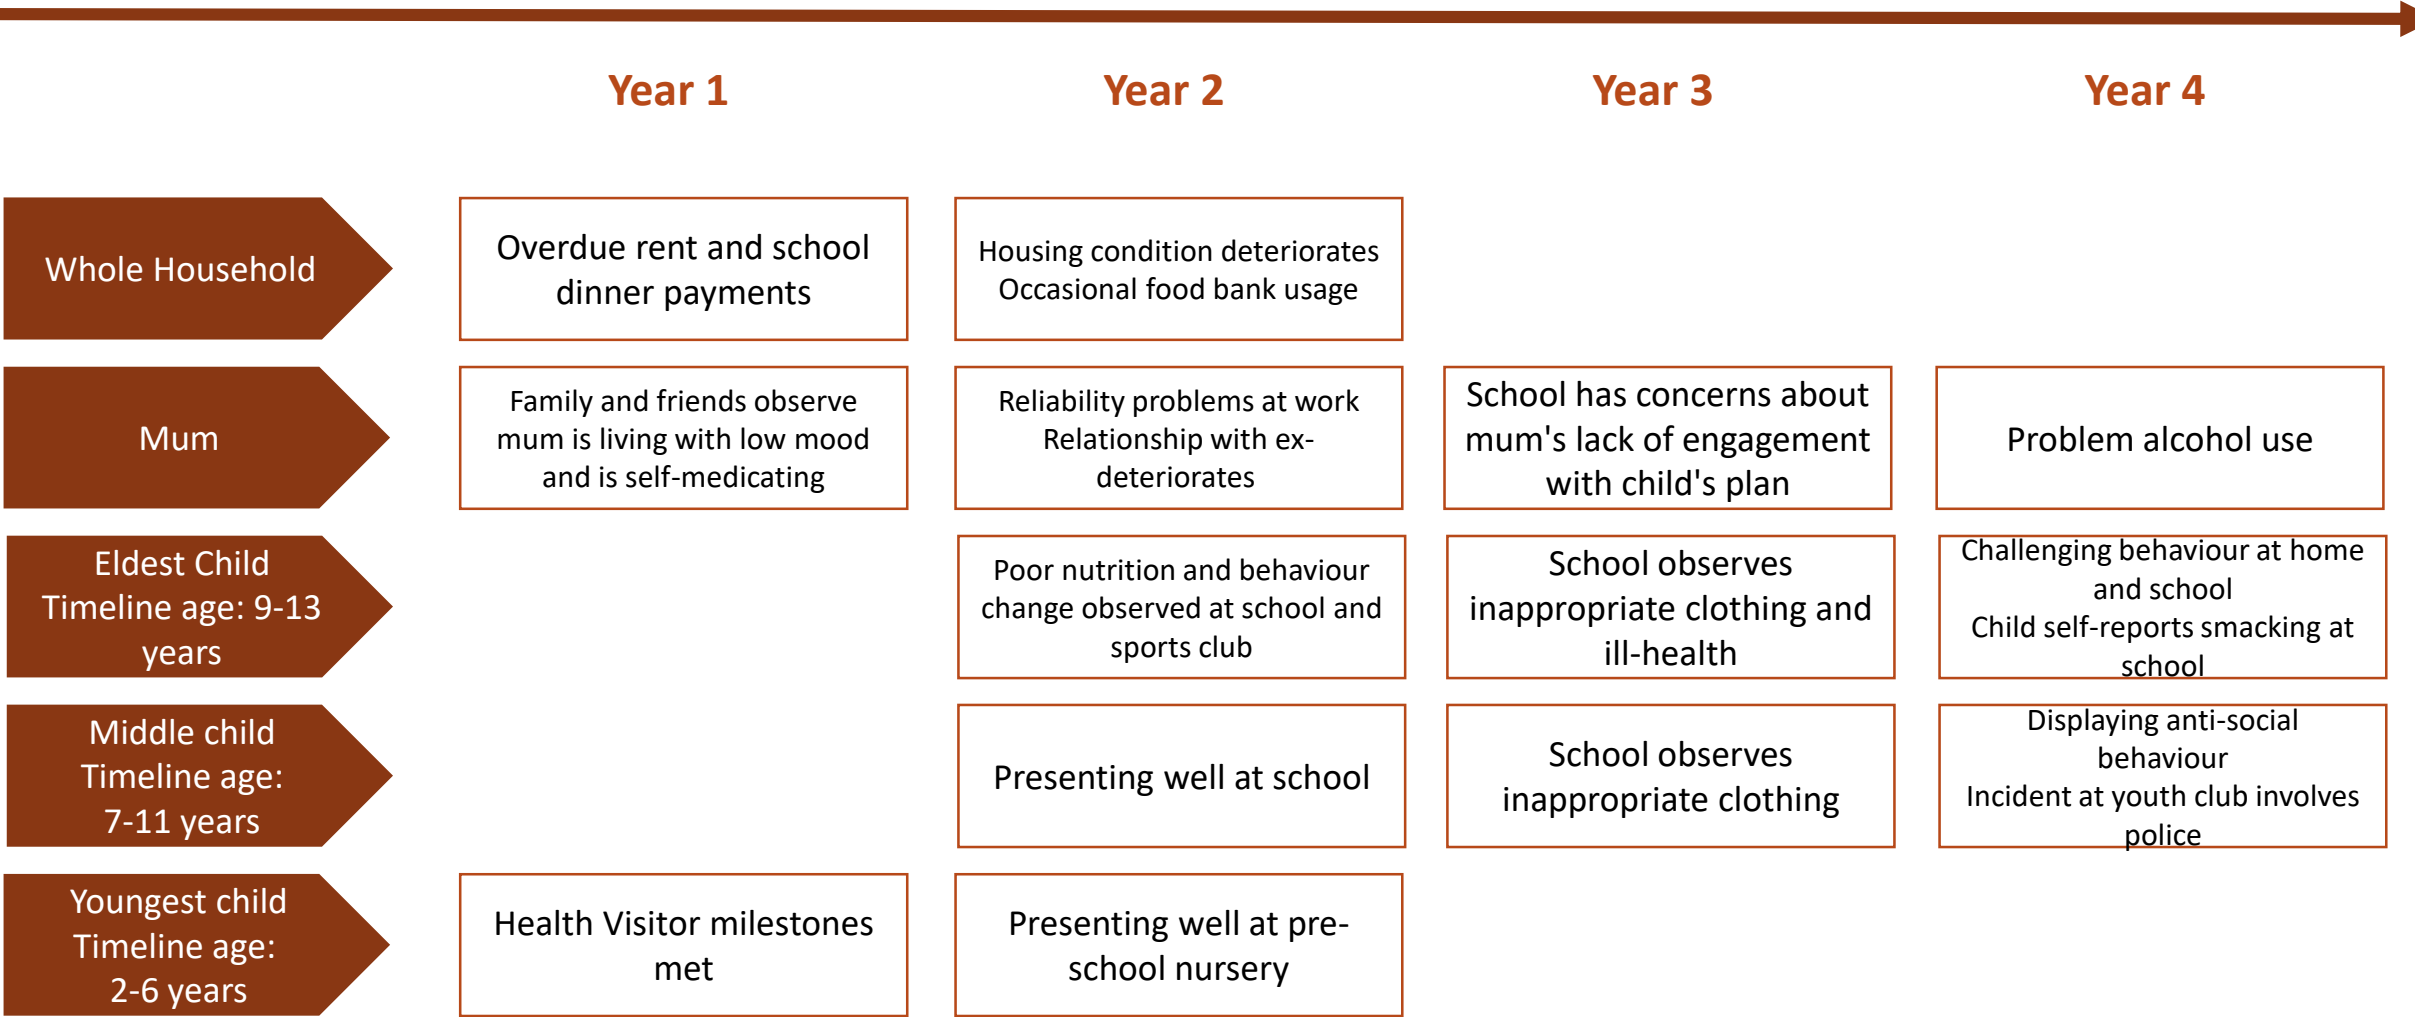 Year 1
Year 2
Year 3
Year 4
Whole Household
Overdue rent and school
dinner payments
Housing condition deteriorates
Occasional food bank usage
Mum
Family and friends observe
mum is living with low mood
and is self-medicating
Reliability problems at work
Relationship with ex-
deteriorates
School has concerns about
mum's lack of engagement
with child's plan
Problem alcohol use
Eldest Child
Timeline age: 9-13
years
Poor nutrition and behaviour
change observed at school and
sports club
School observes
inappropriate clothing and
ill-health
Challenging behaviour at home
and school
Child self-reports smacking at
school
Middle child
Timeline age:
7-11 years
Presenting well at school
School observes
inappropriate clothing
Displaying anti-social
behaviour
Incident at youth club involves
police
Youngest child
Timeline age:
2-6 years
Health Visitor milestones
met
Presenting well at pre-
school nursery